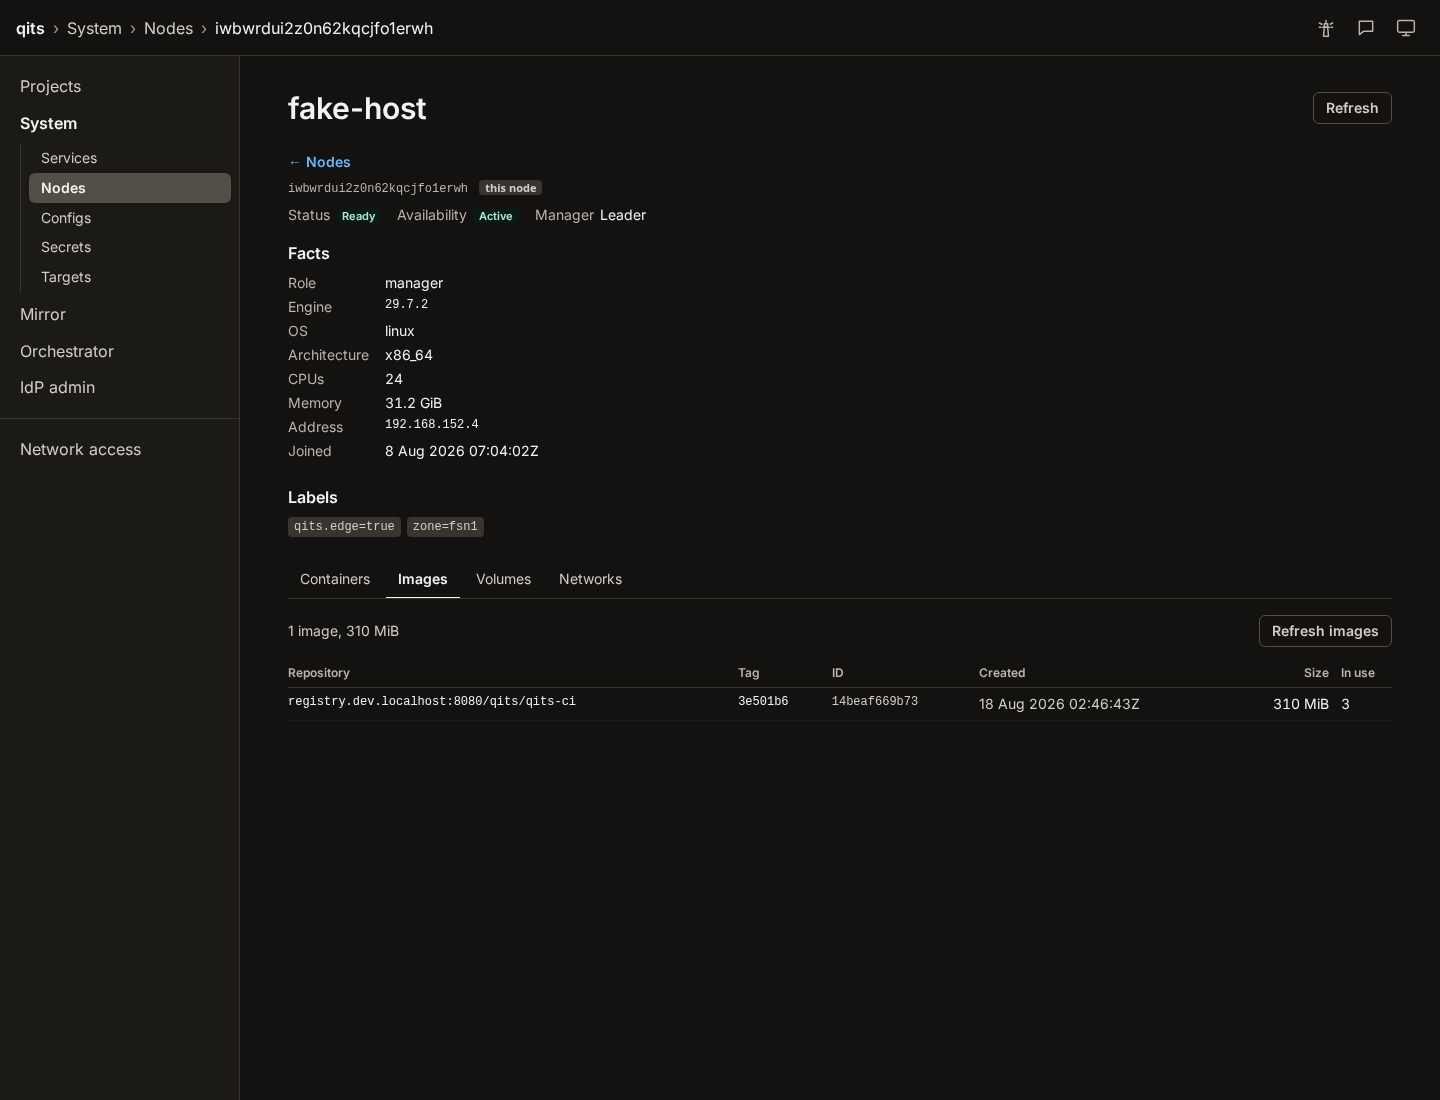 qits › System › Nodes › iwbwrdui2z0n62kqcjfo1erwh
Projects
System
Services
Nodes
Configs
Secrets
Targets
Mirror
Orchestrator
IdP admin
Network access
fake-host
Refresh
← Nodes
iwbwrdui2z0n62kqcjfo1erwh this node
Status Ready Availability Active Manager Leader
Facts
Role manager
Engine 29.7.2
OS linux
Architecture x86_64
CPUs 24
Memory 31.2 GiB
Address 192.168.152.4
Joined 8 Aug 2026 07:04:02Z
Labels
qits.edge=true zone=fsn1
Containers Images Volumes Networks
1 image, 310 MiB
Refresh images
Repository Tag ID Created Size In use
registry.dev.localhost:8080/qits/qits-ci 3e501b6 14beaf669b73 18 Aug 2026 02:46:43Z 310 MiB 3